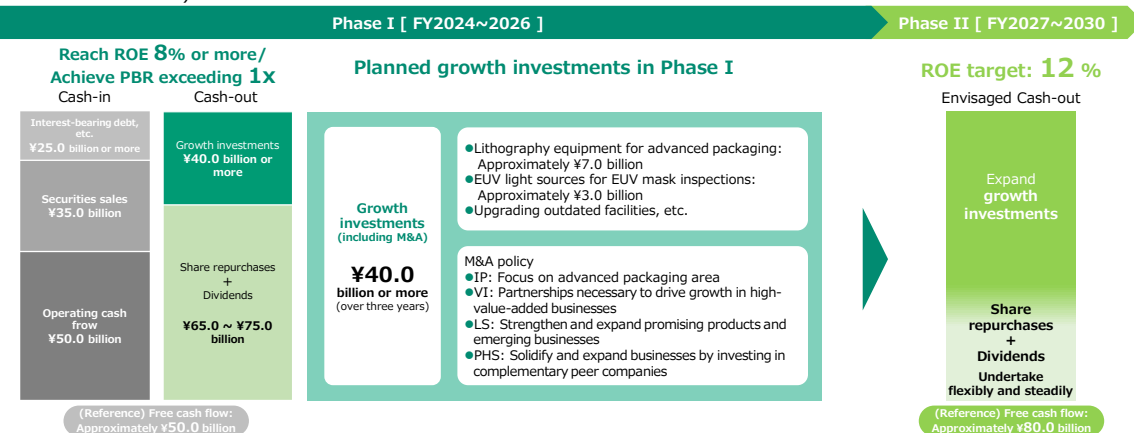 Phase I [ FY2024~2026 ]
Phase II [ FY2027~2030 ]
Reach ROE 8% or more/
Achieve PBR exceeding 1x
Cash-in
Cash-out
Interest-bearing debt,
etc.
¥25.0 billion or more
Securities sales
¥35.0 billion
Operating cash
frow
¥50.0 billion
Growth investments
¥40.0 billion or
more
Share repurchases
+
Dividends
¥65.0 ~ ¥75.0
billion
(Reference) Free cash flow:
Approximately ¥50.0 billion
Planned growth investments in Phase I
Growth
investments
(including M&A)
¥40.0
billion or more
(over three years)
●Lithography equipment for advanced packaging:
Approximately ¥7.0 billion
●EUV light sources for EUV mask inspections:
Approximately ¥3.0 billion
●Upgrading outdated facilities, etc.
M&A policy
●IP: Focus on advanced packaging area
●VI: Partnerships necessary to drive growth in high-
value-added businesses
●LS: Strengthen and expand promising products and
emerging businesses
●PHS: Solidify and expand businesses by investing in
complementary peer companies
ROE target: 12 %
Envisaged Cash-out
Expand
growth
investments
Share
repurchases
+
Dividends
Undertake
flexibly and steadily
(Reference) Free cash flow:
Approximately ¥80.0 billion